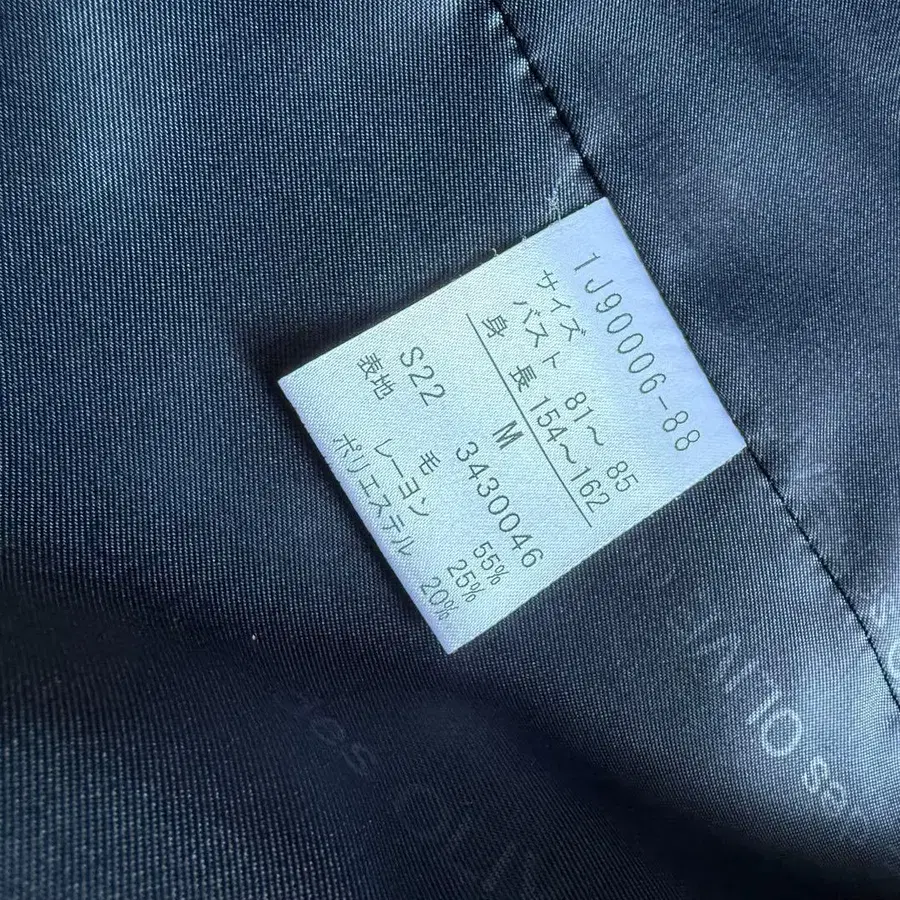 1J90006-88
サイズ
バスト 81～ 85
身 長 154～162
M
S22 3430046
表地 毛 55%
レーヨン 25%
ポリエステル 20%